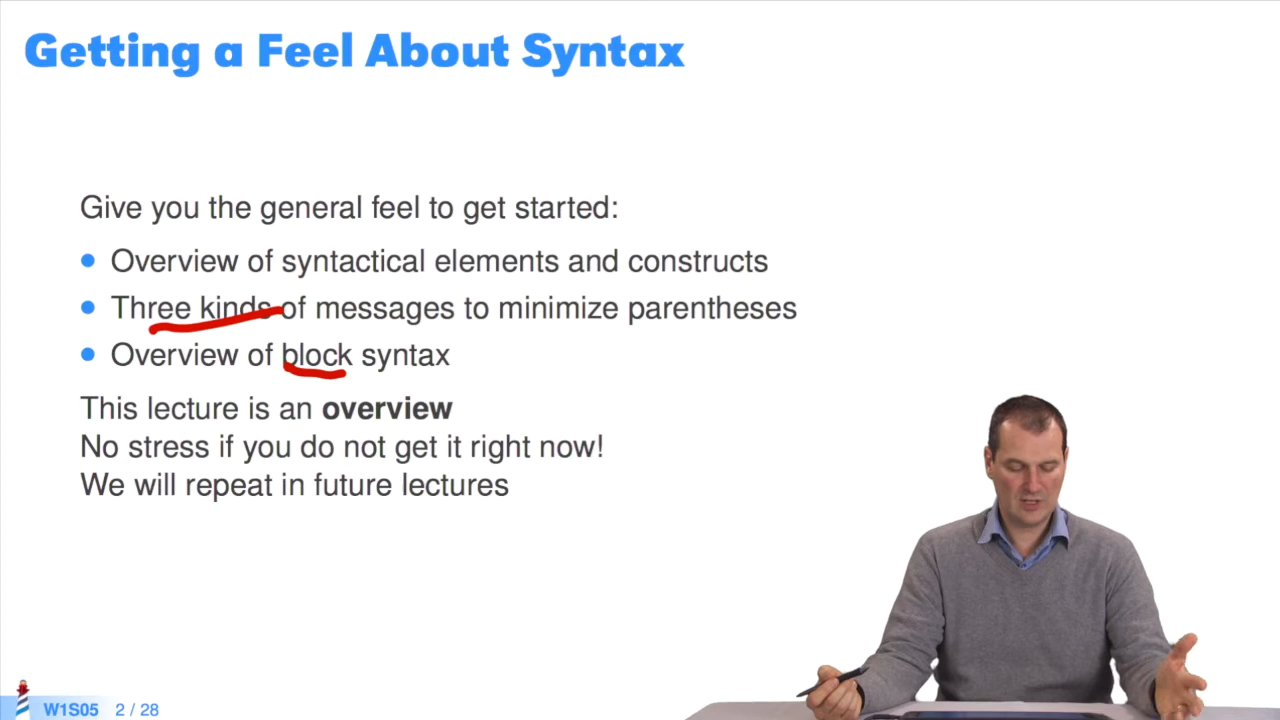 Getting a Feel About Syntax
Give you the general feel to get started:
• Overview of syntactical elements and constructs
• Three kinds of messages to minimize parentheses
• Overview of block syntax
This lecture is an overview
No stress if you do not get it right now!
We will repeat in future lectures
W1S05 2 / 28